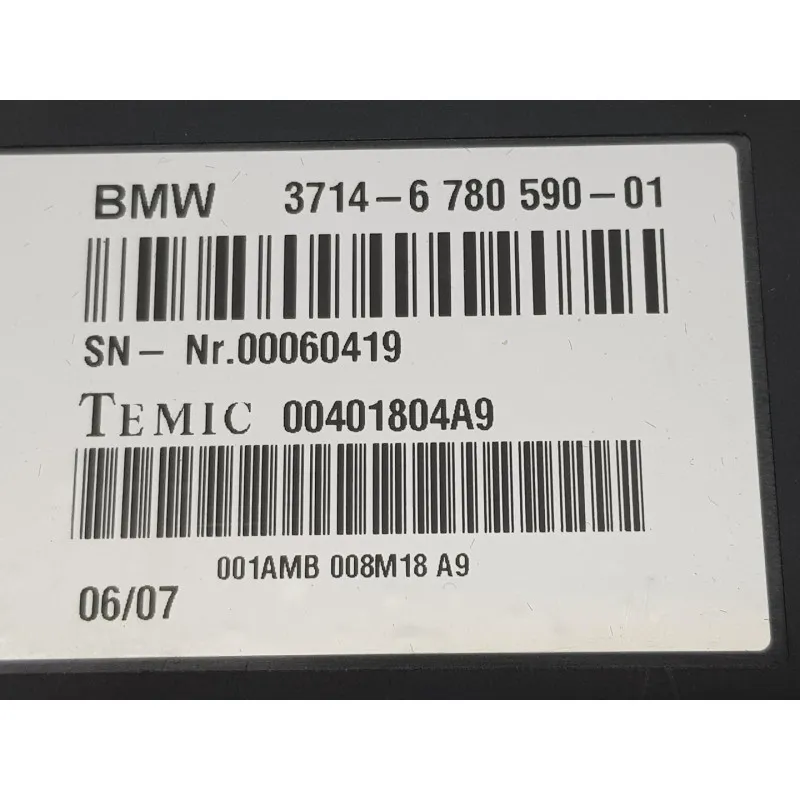 BMW 3714-6 780 590-01
SN- Nr.00060419
TEMIC 00401804A9
001AMB 008M18 A9
06/07